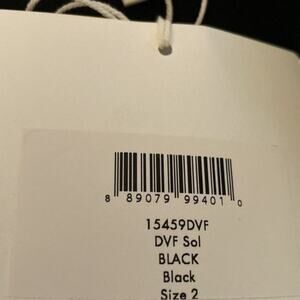 8 89079 99401 0
15459DVF
DVF Sol
BLACK
Black
Size 2